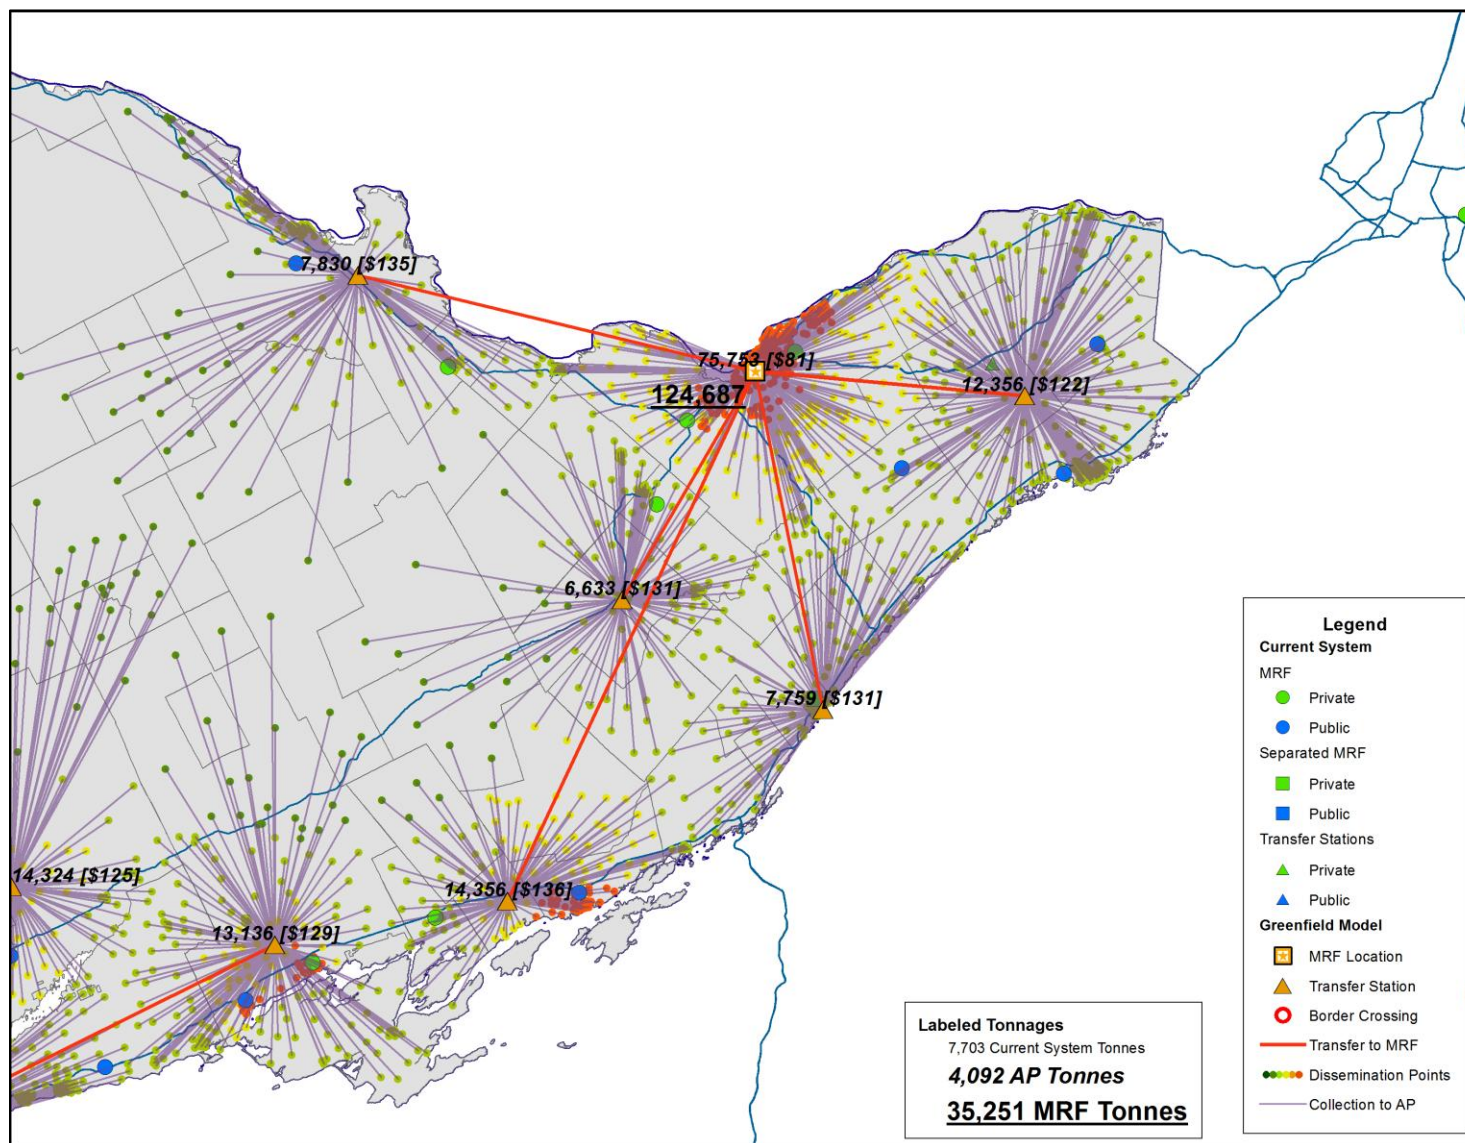 7,830 [$135]
75,753 [$81]
124,687
12,356 [$122]
6,633 [$131]
7,759 [$131]
14,324 [$125]
14,356 [$136]
13,136 [$129]
Legend
Current System
MRF
Private
Public
Separated MRF
Private
Public
Transfer Stations
Private
Public
Greenfield Model
MRF Location
Transfer Station
Border Crossing
Transfer to MRF
Dissemination Points
Collection to AP
Labeled Tonnages
7,703 Current System Tonnes
4,092 AP Tonnes
35,251 MRF Tonnes